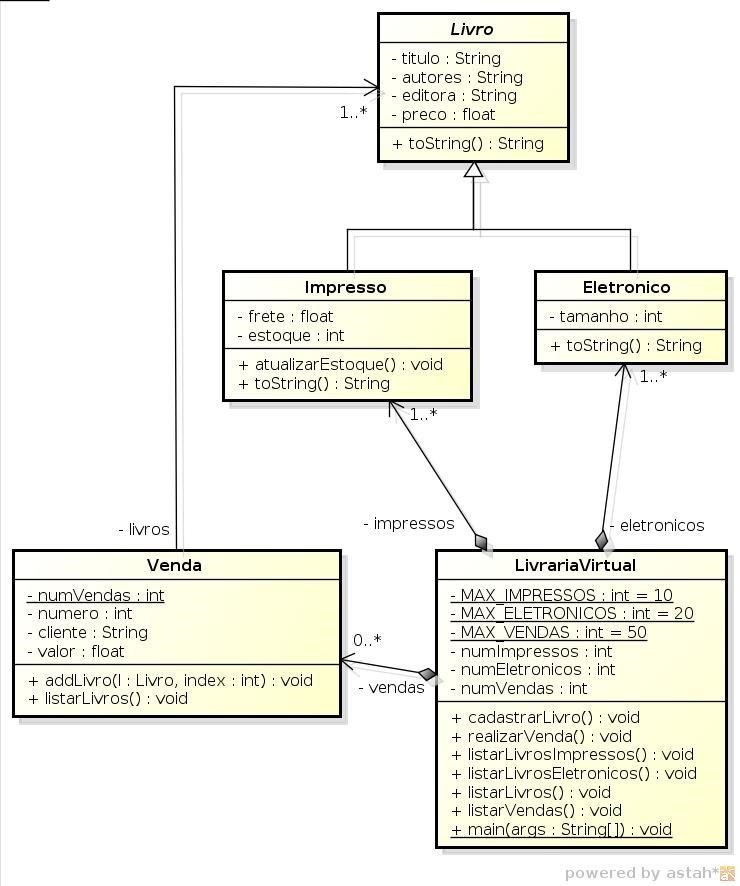 Livro
- titulo : String
- autores : String
- editora : String
- preco : float
+ toString() : String
1..*
Impresso
- frete : float
- estoque : int
+ atualizarEstoque() : void
+ toString() : String
Eletronico
- tamanho : int
+ toString() : String
1..*
1..*
- livros
- impressos
- eletronicos
Venda
- numVendas : int
- numero : int
- cliente : String
- valor : float
+ addLivro(l : Livro, index : int) : void
+ listarLivros() : void
0..*
- vendas
LivrariaVirtual
- MAX_IMPRESSOS : int = 10
- MAX_ELETRONICOS : int = 20
- MAX_VENDAS : int = 50
- numImpressos : int
- numEletronicos : int
- numVendas : int
+ cadastrarLivro() : void
+ realizarVenda() : void
+ listarLivrosImpressos() : void
+ listarLivrosEletronicos() : void
+ listarLivros() : void
+ listarVendas() : void
+ main(args : String[]) : void
powered by astah*